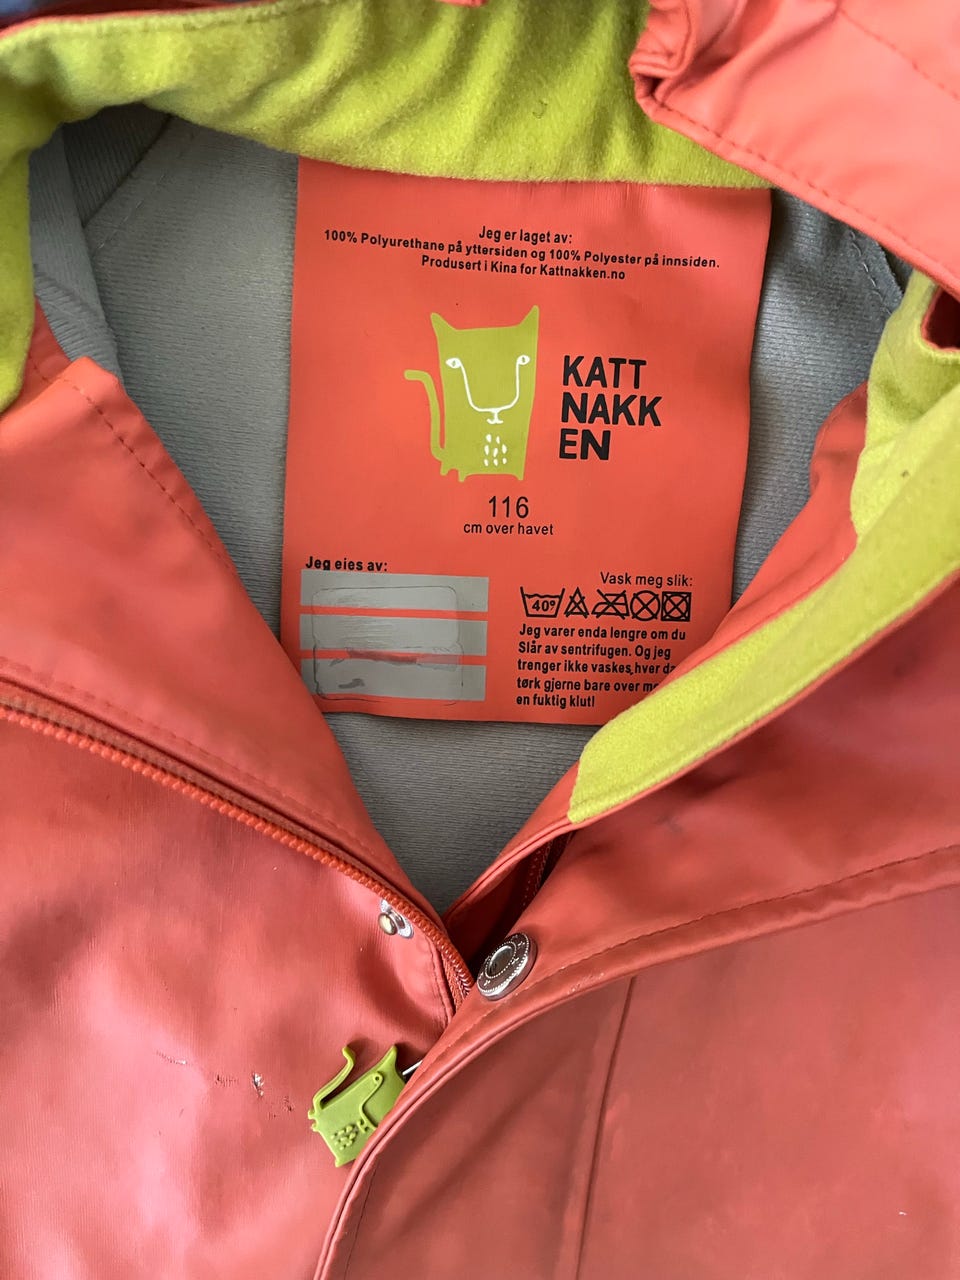 Jeg er laget av:
100% Polyurethane på yttersiden og 100% Polyester på innsiden.
Produsert i Kina for Kattnakken.no
KATT
NAKK
EN
116
cm over havet
Jeg eies av:
Vask meg slik:
40°
Jeg varer enda lengre om du
Slår av sentrifugen. Og jeg
trenger ikke vaskes,hver
tørk gjerne bare over
en fuktig klut!